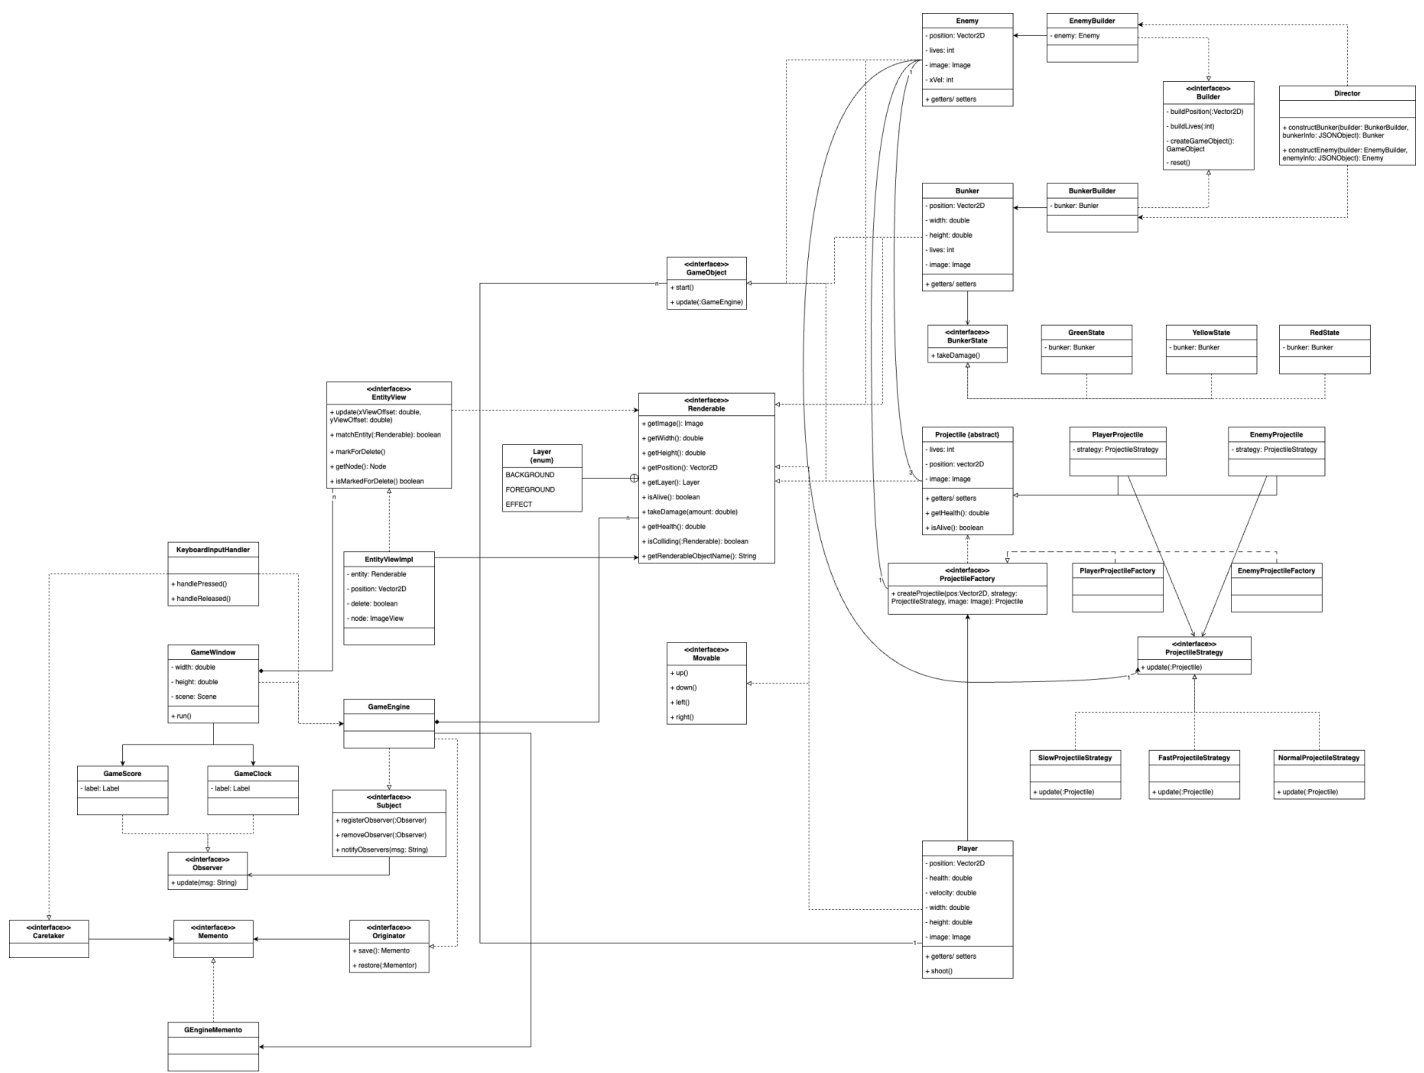 Enemy
- position: Vector2D
- lives: int
- image: Image
- xVel: int
+ getters/ setters
EnemyBuilder
- enemy: Enemy
<<interface>>
Builder
- buildPosition(:Vector2D)
- buildLives(:int)
- createGameObject():
GameObject
- reset()
Director
+ constructBunker(builder: BunkerBuilder,
bunkerInfo: JSONObject): Bunker
+ constructEnemy(builder: EnemyBuilder,
enemyInfo: JSONObject): Enemy
Bunker
- position: Vector2D
- width: double
- height: double
- lives: int
- image: Image
+ getters/ setters
BunkerBuilder
- bunker: Bunler
<<interface>>
GameObject
+ start()
+ update(:GameEngine)
<<interface>>
BunkerState
+ takeDamage()
GreenState
- bunker: Bunker
YellowState
- bunker: Bunker
RedState
- bunker: Bunker
<<interface>>
EntityView
+ update(xViewOffset: double,
yViewOffset: double)
+ matchEntity(:Renderable): boolean
+ markForDelete()
+ getNode(): Node
+ isMarkedForDelete() boolean
Layer
{enum}
BACKGROUND
FOREGROUND
EFFECT
<<interface>>
Renderable
+ getImage(): Image
+ getWidth(): double
+ getHeight(): double
+ getPosition(): Vector2D
+ getLayer(): Layer
+ isAlive(): boolean
+ takeDamage(amount: double)
+ getHealth(): double
+ isColliding(:Renderable): boolean
+ getRenderableObjectName(): String
Projectile {abstract}
- lives: int
- position: vector2D
- image: Image
+ getters/ setters
+ getHealth(): double
+ isAlive(): boolean
PlayerProjectile
- strategy: ProjectileStrategy
EnemyProjectile
- strategy: ProjectileStrategy
KeyboardInputHandler
+ handlePressed()
+ handleReleased()
EntityViewImpl
- entity: Renderable
- position: Vector2D
- delete: boolean
- node: ImageView
<<interface>>
ProjectileFactory
+ createProjectile(pos:Vector2D, strategy:
ProjectileStrategy, image: Image): Projectile
PlayerProjectileFactory
EnemyProjectileFactory
GameWindow
- width: double
- height: double
- scene: Scene
+ run()
<<interface>>
Movable
+ up()
+ down()
+ left()
+ right()
<<interface>>
ProjectileStrategy
+ update(:Projectile)
GameEngine
GameScore
- label: Label
GameClock
- label: Label
SlowProjectileStrategy
+ update(:Projectile)
FastProjectileStrategy
+ update(:Projectile)
NormalProjectileStrategy
+ update(:Projectile)
<<interface>>
Subject
+ registerObserver(:Observer)
+ removeObserver(:Observer)
+ notifyObservers(msg: String)
<<interface>>
Observer
+ update(msg: String)
Player
- position: Vector2D
- health: double
- velocity: double
- width: double
- height: double
- image: Image
+ getters/ setters
+ shoot()
<<interface>>
Caretaker
<<interface>>
Memento
<<interface>>
Originator
+ save(): Memento
+ restore(:Mementor)
GEngineMemento
1
n
n
n
1
1
1